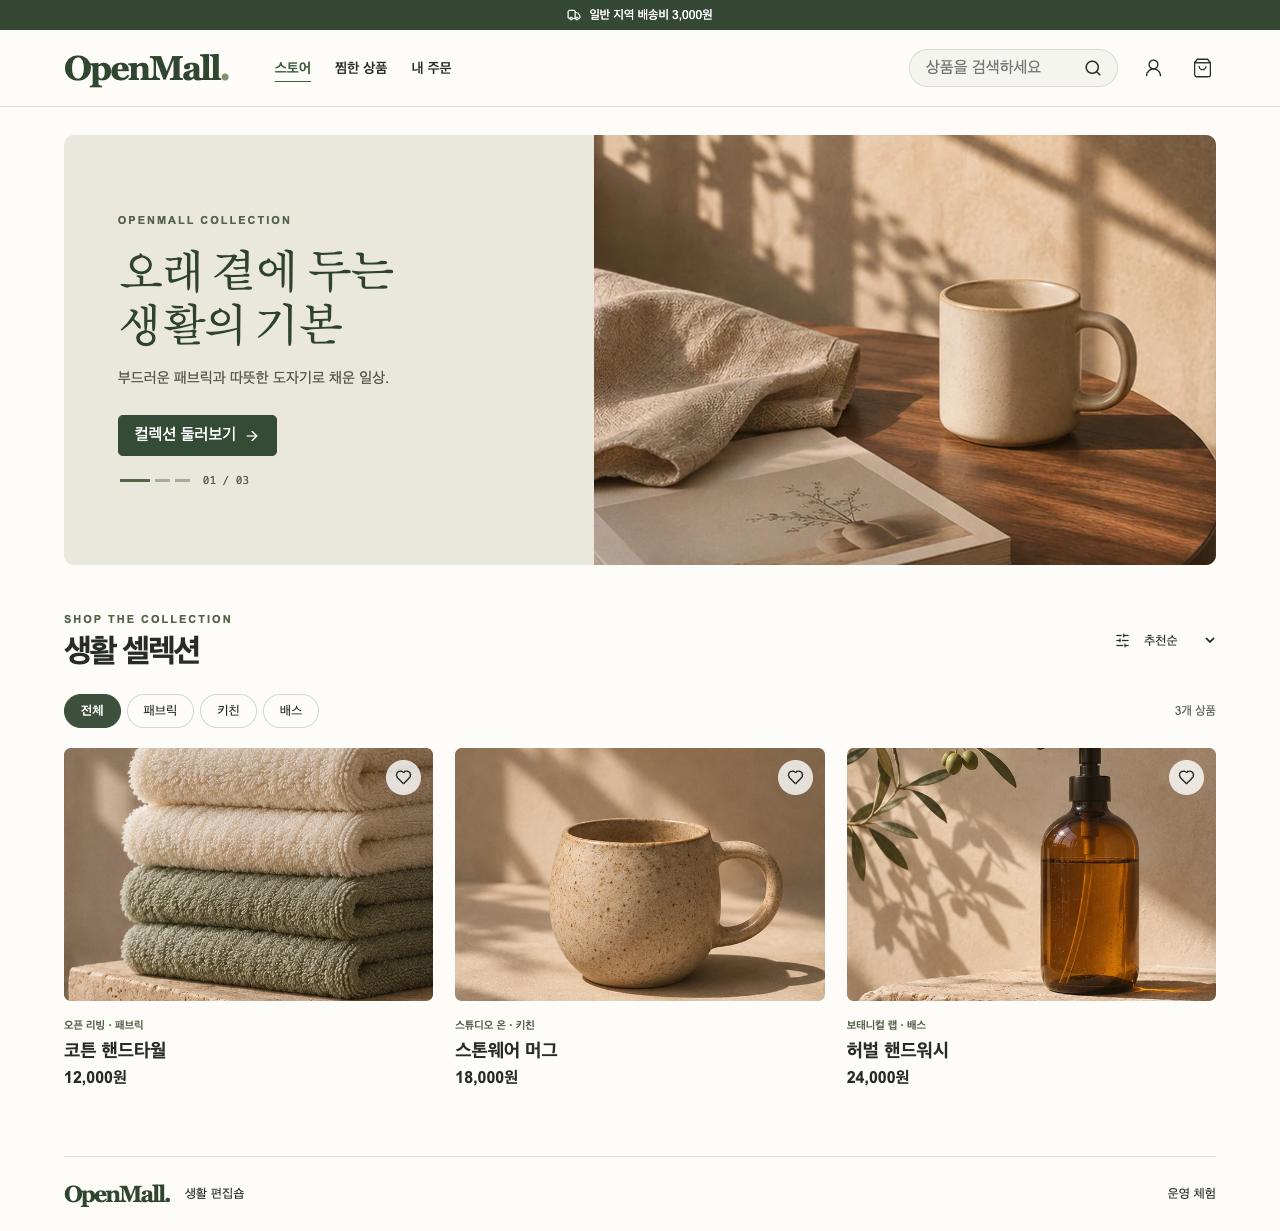 일반 지역 배송비 3,000원
OpenMall.
스토어 찜한 상품 내 주문
상품을 검색하세요
OPENMALL COLLECTION
오래 곁에 두는
생활의 기본
부드러운 패브릭과 따뜻한 도자기로 채운 일상.
컬렉션 둘러보기 →
01 / 03
SHOP THE COLLECTION
생활 셀렉션
추천순
전체 패브릭 키친 배스
3개 상품
오픈 리빙 · 패브릭
코튼 핸드타월
12,000원
스튜디오 온 · 키친
스톤웨어 머그
18,000원
보태니컬 랩 · 배스
허벌 핸드워시
24,000원
OpenMall. 생활 편집숍
운영 체험